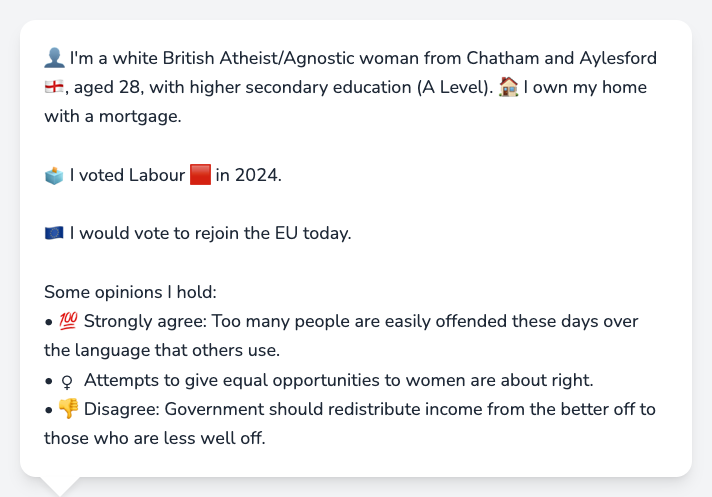 👤 I'm a white British Atheist/Agnostic woman from Chatham and Aylesford
🏴󠁧󠁢󠁥󠁮󠁧󠁿, aged 28, with higher secondary education (A Level). 🏠 I own my home
with a mortgage.
🗳️ I voted Labour 🟥 in 2024.
🇪🇺 I would vote to rejoin the EU today.
Some opinions I hold:
• 💯 Strongly agree: Too many people are easily offended these days over
the language that others use.
• ♀ Attempts to give equal opportunities to women are about right.
• 👎 Disagree: Government should redistribute income from the better off to
those who are less well off.